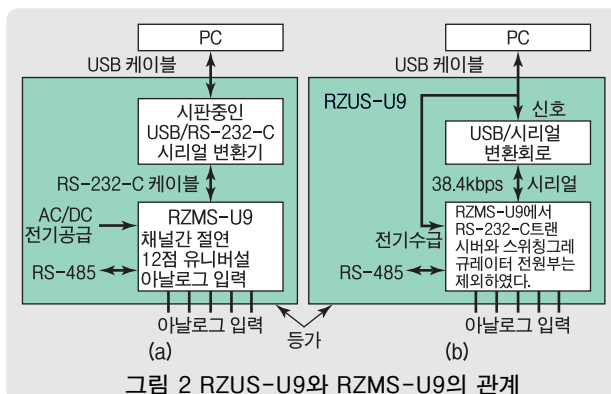 PC
USB 케이블
시판중인
USB/RS-232-C
시리얼 변환기
RS-232-C 케이블
AC/DC
전기공급
RZMS-U9
채널간 절연
12점 유니버설
아날로그 입력
RS-485
아날로그 입력
(a)
등가
PC
USB 케이블
RZUS-U9
신호
USB/시리얼
변환회로
38.4kbps
시리얼
전기수급
RZMS-U9에서
RS-232-C트랜
시버와 스위칭그레
규레이터 전원부는
제외하였다.
RS-485
아날로그 입력
(b)
그림 2 RZUS-U9와 RZMS-U9의 관계